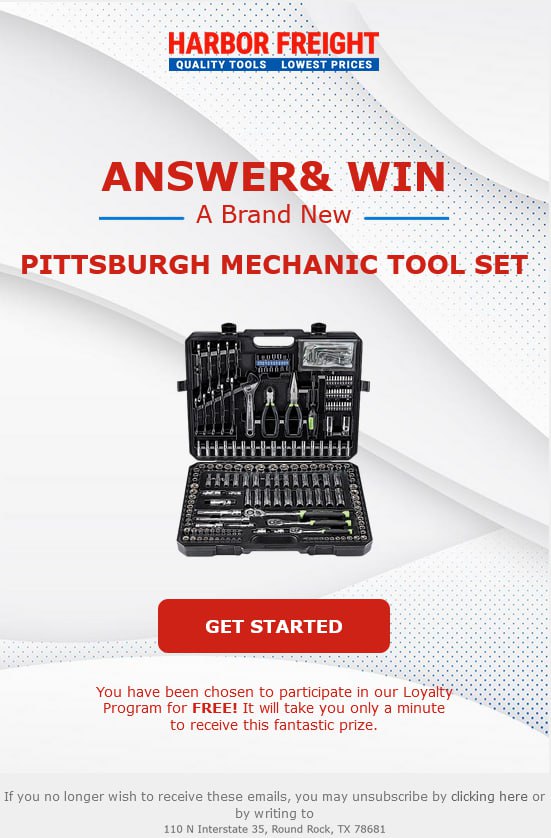 HARBOR FREIGHT
QUALITY TOOLS LOWEST PRICES
ANSWER& WIN
A Brand New
PITTSBURGH MECHANIC TOOL SET
GET STARTED
You have been chosen to participate in our Loyalty
Program for FREE! It will take you only a minute
to receive this fantastic prize.
If you no longer wish to receive these emails, you may unsubscribe by clicking here or
by writing to
110 N Interstate 35, Round Rock, TX 78681